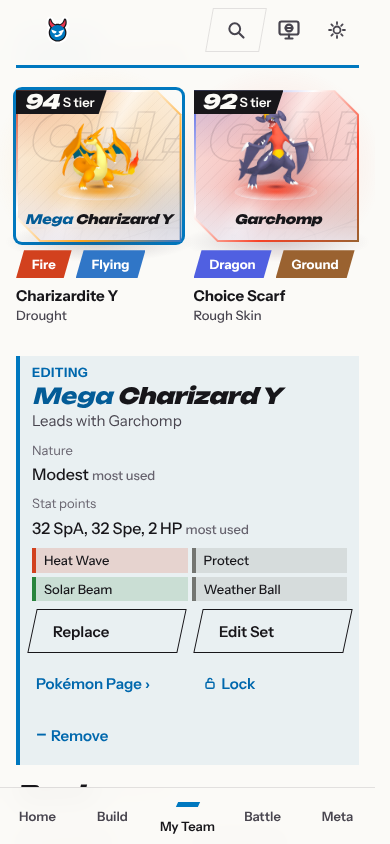 94 S tier
92 S tier
Mega Charizard Y
Garchomp
Fire Flying
Dragon Ground
Charizardite Y
Drought
Choice Scarf
Rough Skin
EDITING
Mega Charizard Y
Leads with Garchomp
Nature
Modest most used
Stat points
32 SpA, 32 Spe, 2 HP most used
Heat Wave
Protect
Solar Beam
Weather Ball
Replace
Edit Set
Pokémon Page ›
Lock
− Remove
Home
Build
My Team
Battle
Meta